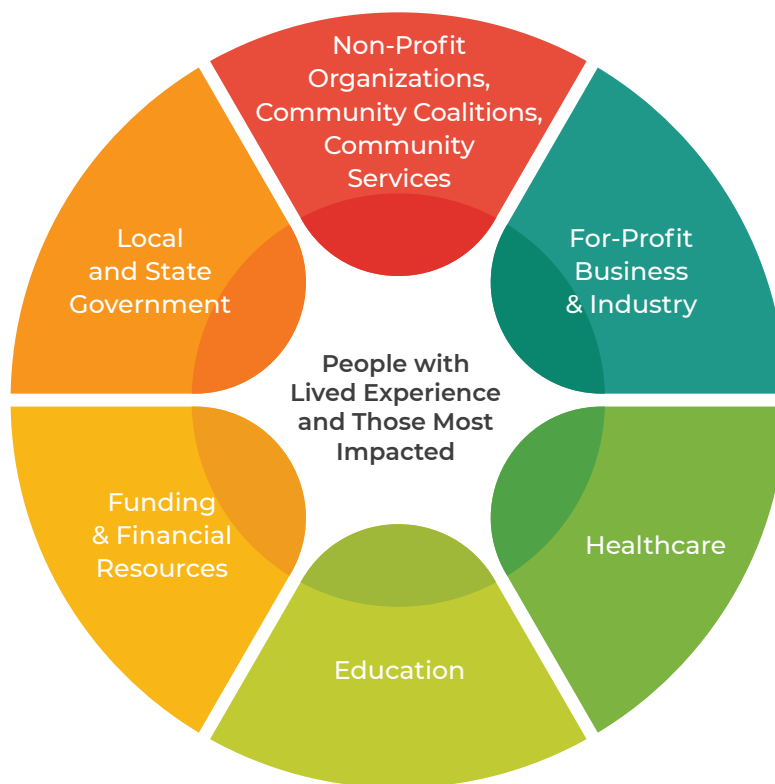 Non-Profit
Organizations,
Community Coalitions,
Community
Services
For-Profit
Business
& Industry
Healthcare
Education
Funding
& Financial
Resources
Local
and State
Government
People with
Lived Experience
and Those Most
Impacted